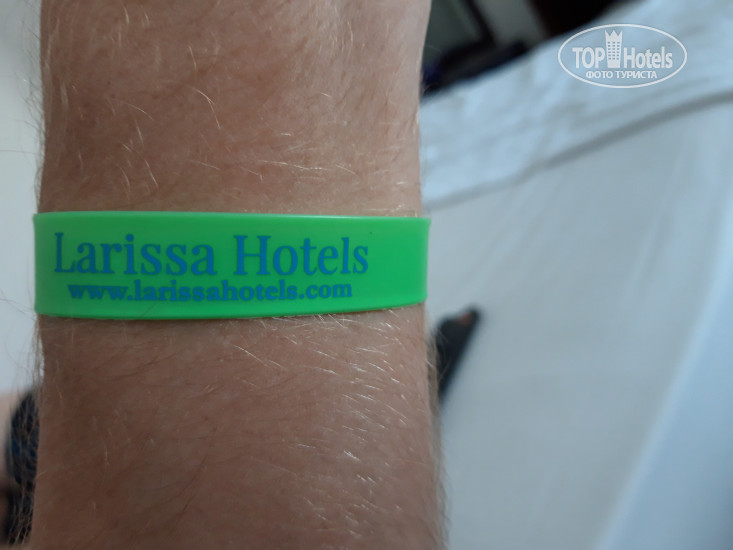 TOP Hotels
ФОТО ТУРИСТА
Larissa Hotels
www.larissahotels.com